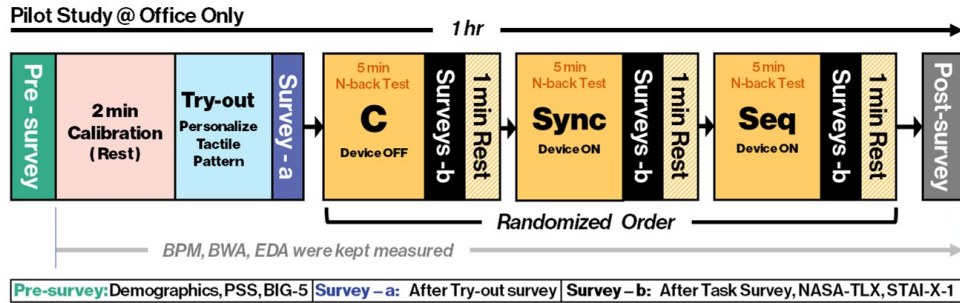 Pilot Study @ Office Only
1 hr
Pre - survey
2 min
Calibration
(Rest)
Try-out
Personalize
Tactile
Pattern
Survey - a
5 min
N-back Test
C
Device OFF
Surveys -b
1 min Rest
5 min
N-back Test
Sync
Device ON
Surveys -b
1 min Rest
5 min
N-back Test
Seq
Device ON
Surveys -b
1 min Rest
Post-survey
Randomized Order
BPM, BWA, EDA were kept measured
Pre-survey: Demographics, PSS, BIG-5 Survey – a: After Try-out survey Survey – b: After Task Survey, NASA-TLX, STAI-X-1